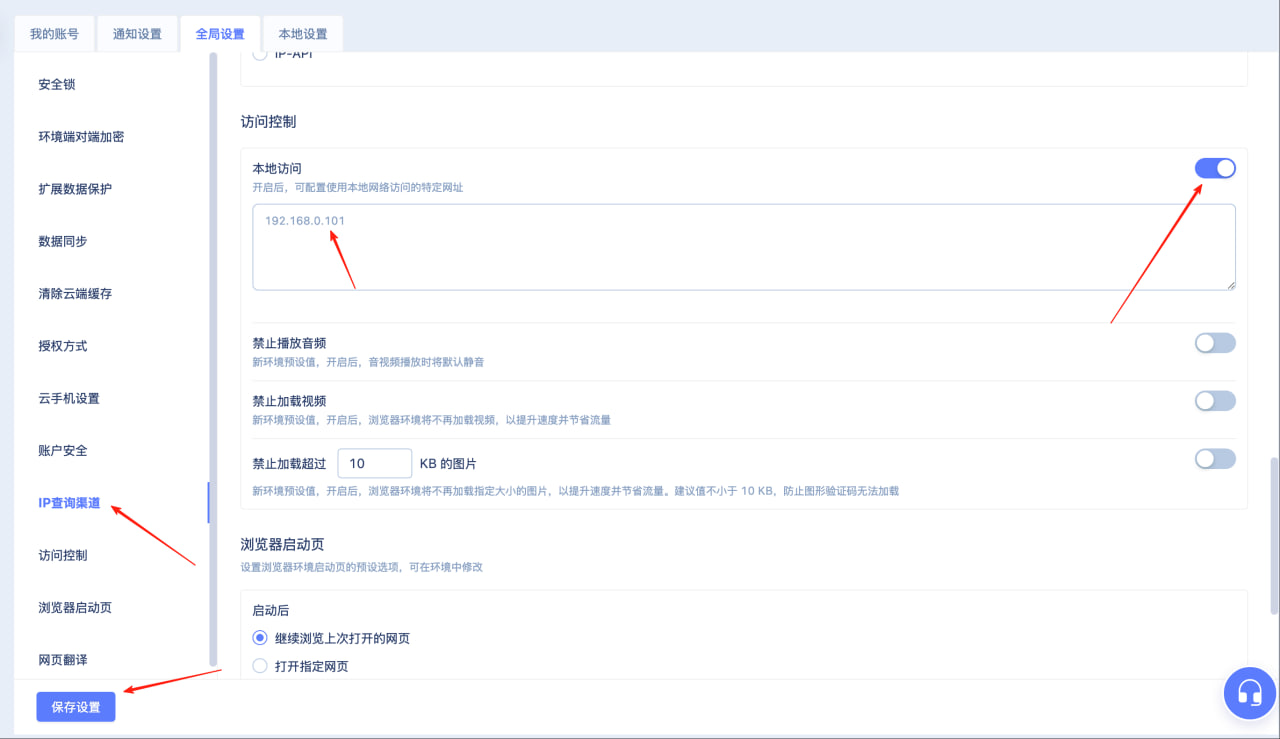 我的账号
通知设置
全局设置
本地设置
安全锁
环境端对端加密
扩展数据保护
数据同步
清除云端缓存
授权方式
云手机设置
账户安全
IP查询渠道
访问控制
浏览器启动页
网页翻译
保存设置
IP-API
访问控制
本地访问
开启后，可配置使用本地网络访问的特定网址
192.168.0.101
禁止播放音频
新环境预设值，开启后，音视频播放时将默认静音
禁止加载视频
新环境预设值，开启后，浏览器环境将不再加载视频，以提升速度并节省流量
禁止加载超过 10 KB 的图片
新环境预设值，开启后，浏览器环境将不再加载指定大小的图片，以提升速度并节省流量。建议值不小于 10 KB，防止图形验证码无法加载
浏览器启动页
设置浏览器环境启动页的预设选项，可在环境中修改
启动后
继续浏览上次打开的网页
打开指定网页